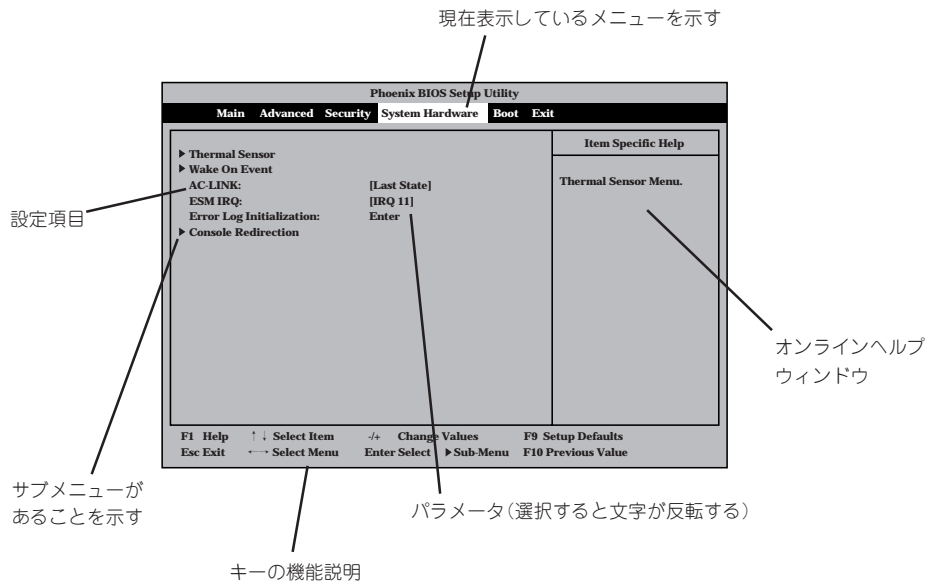 現在表示しているメニューを示す
Phoenix BIOS Setup Utility
Main Advanced Security System Hardware Boot Exit
Item Specific Help
▶ Thermal Sensor
▶ Wake On Event
Thermal Sensor Menu.
AC-LINK: [Last State]
ESM IRQ: [IRQ 11]
設定項目
Error Log Initialization: Enter
▶ Console Redirection
オンラインヘルプ
ウィンドウ
F1 Help ↑↓ Select Item -/+ Change Values F9 Setup Defaults
Esc Exit ←→ Select Menu Enter Select ▶Sub-Menu F10 Previous Value
サブメニューが
あることを示す
パラメータ(選択すると文字が反転する)
キーの機能説明